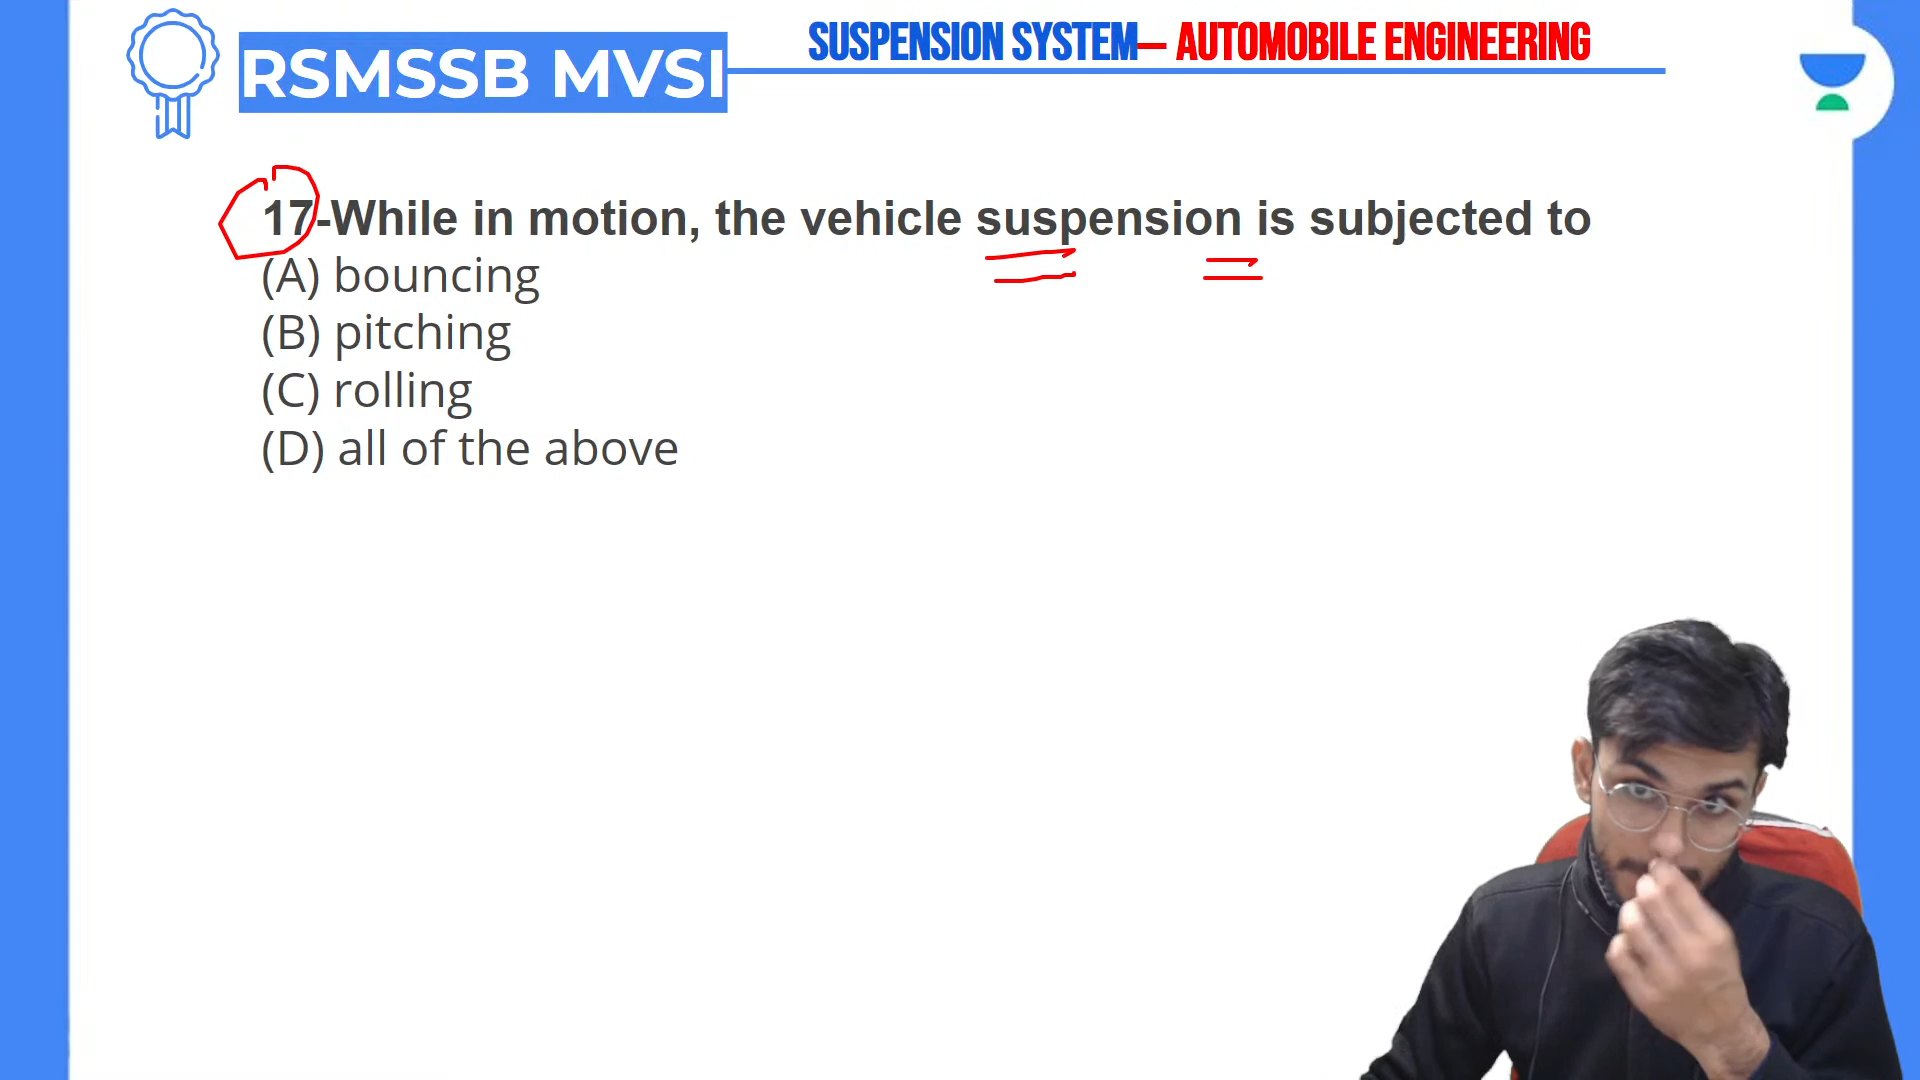 RSMSSB MVSI
SUSPENSION SYSTEM– AUTOMOBILE ENGINEERING
17-While in motion, the vehicle suspension is subjected to
(A) bouncing
(B) pitching
(C) rolling
(D) all of the above